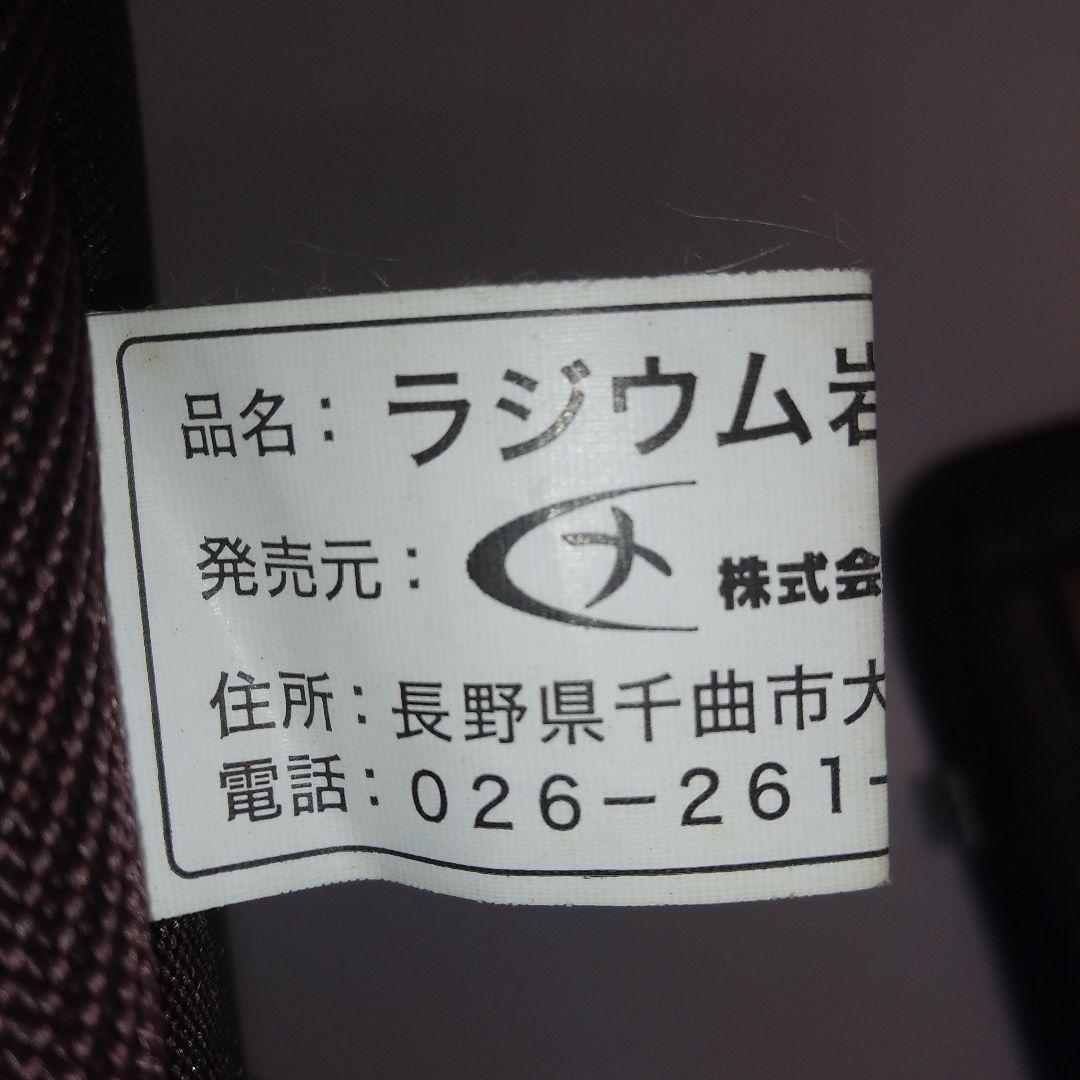 品名：ラジウム岩
発売元： 株式会
住所：長野県千曲市大
電話：026－261－